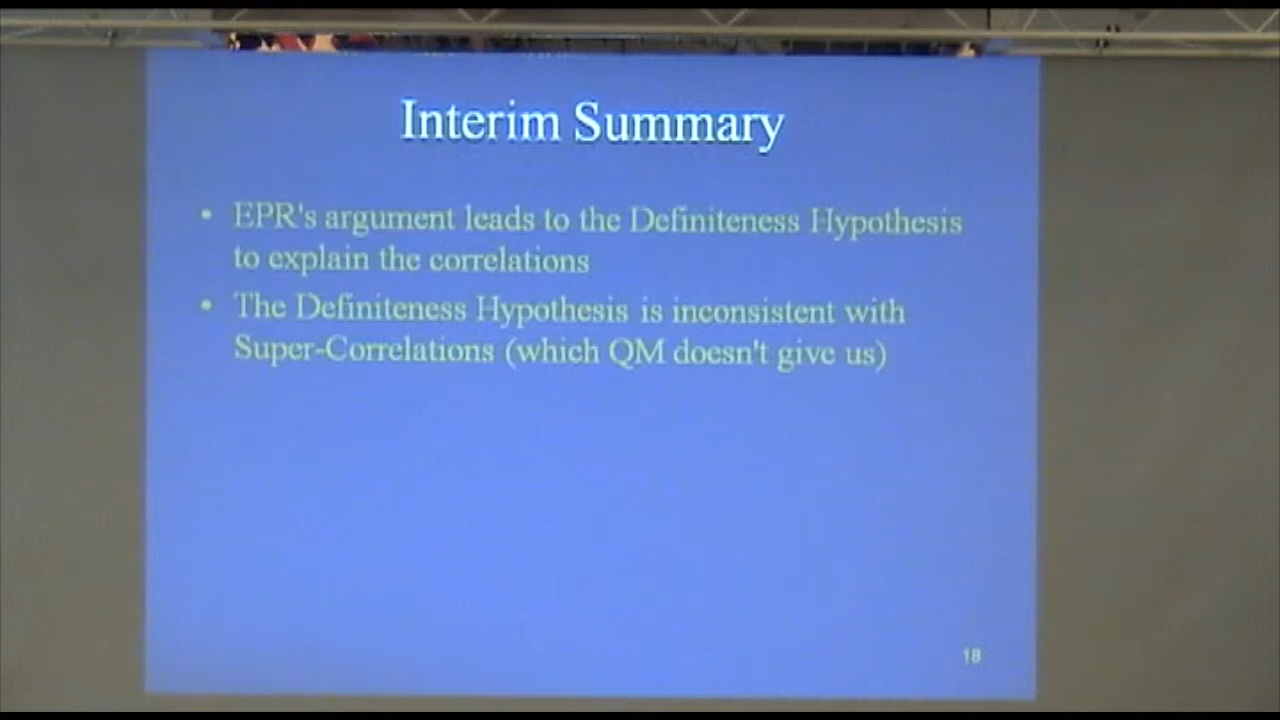 Interim Summary
• EPR's argument leads to the Definiteness Hypothesis
to explain the correlations
• The Definiteness Hypothesis is inconsistent with
Super-Correlations (which QM doesn't give us)
18